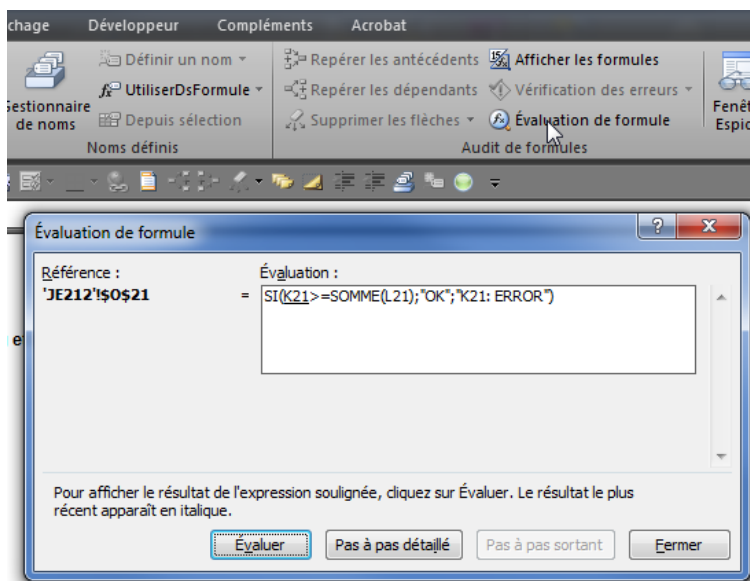 chage Développeur Compléments Acrobat
Définir un nom Repérer les antécédents Afficher les formules
Gestionnaire de noms UtiliserDsFormule Repérer les dépendants Vérification des erreurs Fenêt
Depuis sélection Supprimer les flèches Évaluation de formule Espic
Noms définis Audit de formules
Évaluation de formule
Référence : Évaluation :
'JE212'!$O$21 = SI(K21>=SOMME(L21);"OK";"K21: ERROR")
e
Pour afficher le résultat de l'expression soulignée, cliquez sur Évaluer. Le résultat le plus
récent apparaît en italique.
Évaluer Pas à pas détaillé Pas à pas sortant Fermer